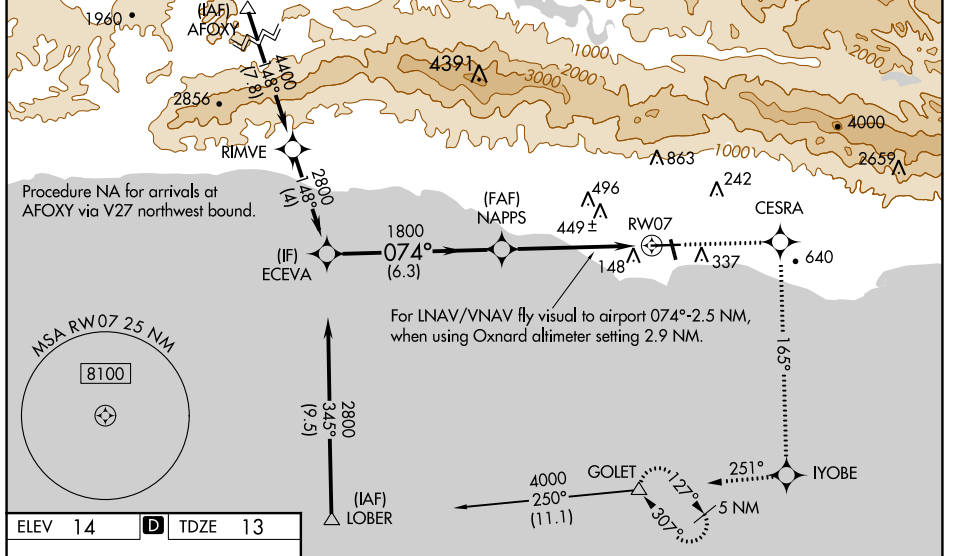 (IAF)
AFOXY
1960
4400
148°
(7.8)
2856
4391
1000
2000
3000
2000
4000
1000
2659
863
RIMVE
Procedure NA for arrivals at
AFOXY via V27 northwest bound.
2800
148°
(4)
242
496
449±
(FAF)
NAPPS
RW07
CESRA
(IF)
ECEVA
1800
074°
(6.3)
148
337
640
For LNAV/VNAV fly visual to airport 074°-2.5 NM,
when using Oxnard altimeter setting 2.9 NM.
MSA RW07 25 NM
8100
165°
2800
345°
(9.5)
(IAF)
LOBER
4000
250°
(11.1)
GOLET
127°
307°
5 NM
251°
IYOBE
ELEV 14 D TDZE 13